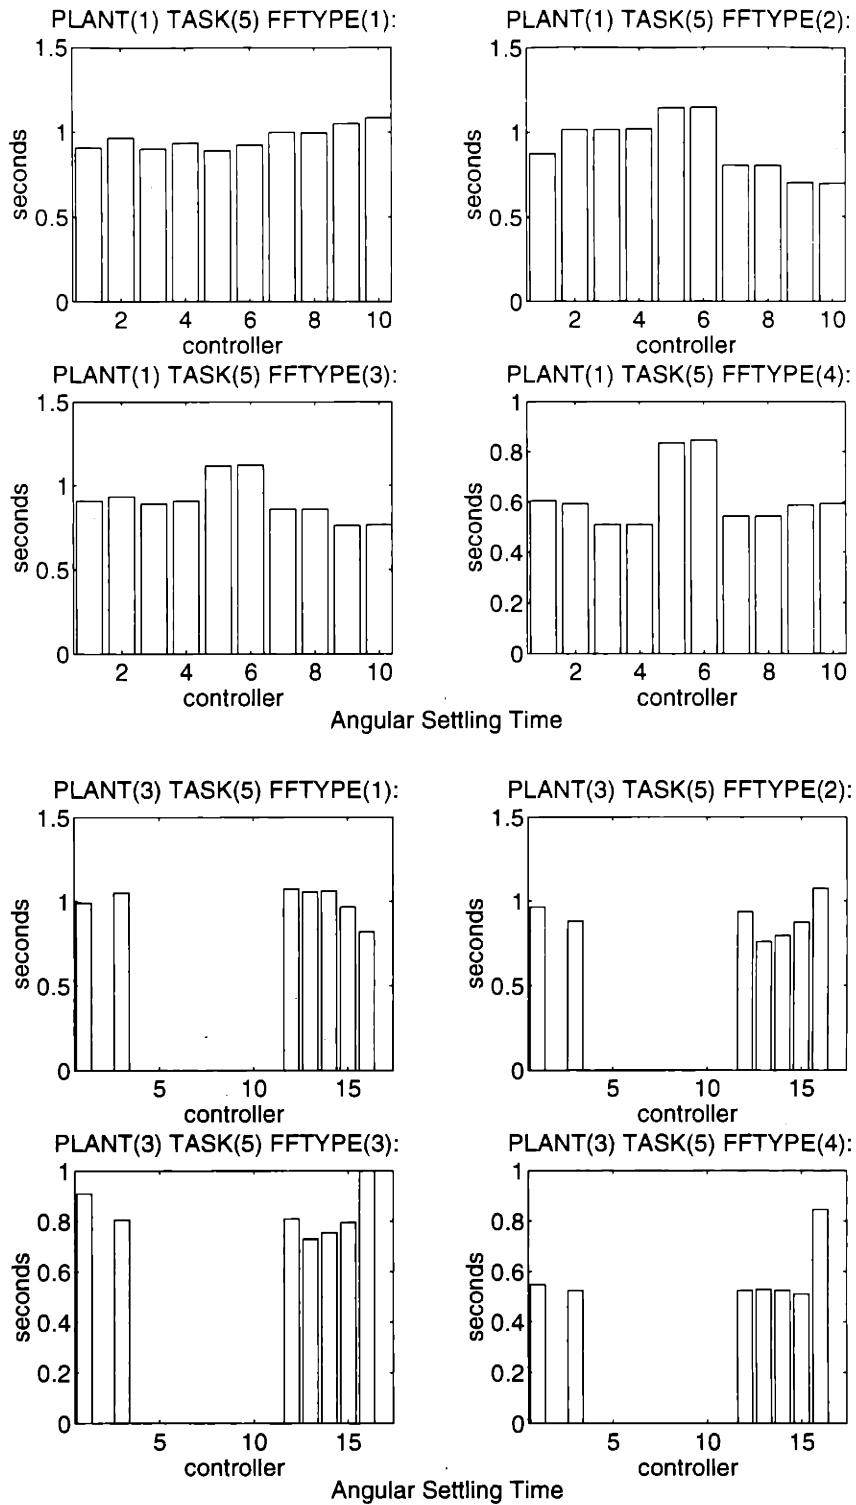 PLANT(1) TASK(5) FFTYPE(1):
PLANT(1) TASK(5) FFTYPE(2):
1.5
1
0.5
0
seconds
2 4 6 8 10
controller
1.5
1
0.5
0
seconds
2 4 6 8 10
controller
PLANT(1) TASK(5) FFTYPE(3):
PLANT(1) TASK(5) FFTYPE(4):
1.5
1
0.5
0
seconds
2 4 6 8 10
controller
1
0.8
0.6
0.4
0.2
0
seconds
2 4 6 8 10
controller
Angular Settling Time
PLANT(3) TASK(5) FFTYPE(1):
PLANT(3) TASK(5) FFTYPE(2):
1.5
1
0.5
0
seconds
5 10 15
controller
1.5
1
0.5
0
seconds
5 10 15
controller
PLANT(3) TASK(5) FFTYPE(3):
PLANT(3) TASK(5) FFTYPE(4):
1
0.8
0.6
0.4
0.2
0
seconds
5 10 15
controller
1
0.8
0.6
0.4
0.2
0
seconds
5 10 15
controller
Angular Settling Time